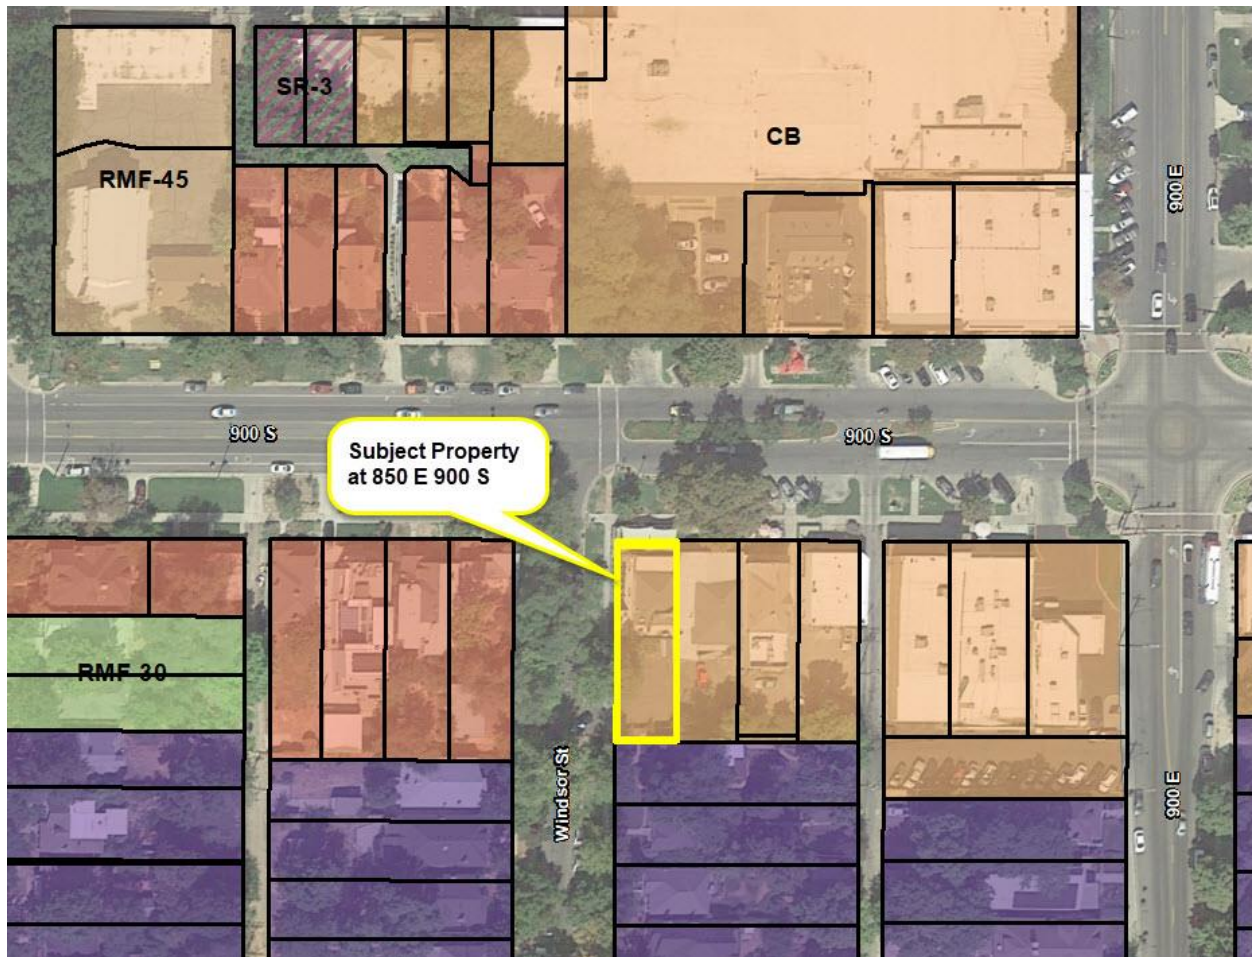 SR-3
CB
RMF-45
900 E
900 S
900 S
Subject Property
at 850 E 900 S
RMF-30
Windsor St
900 E